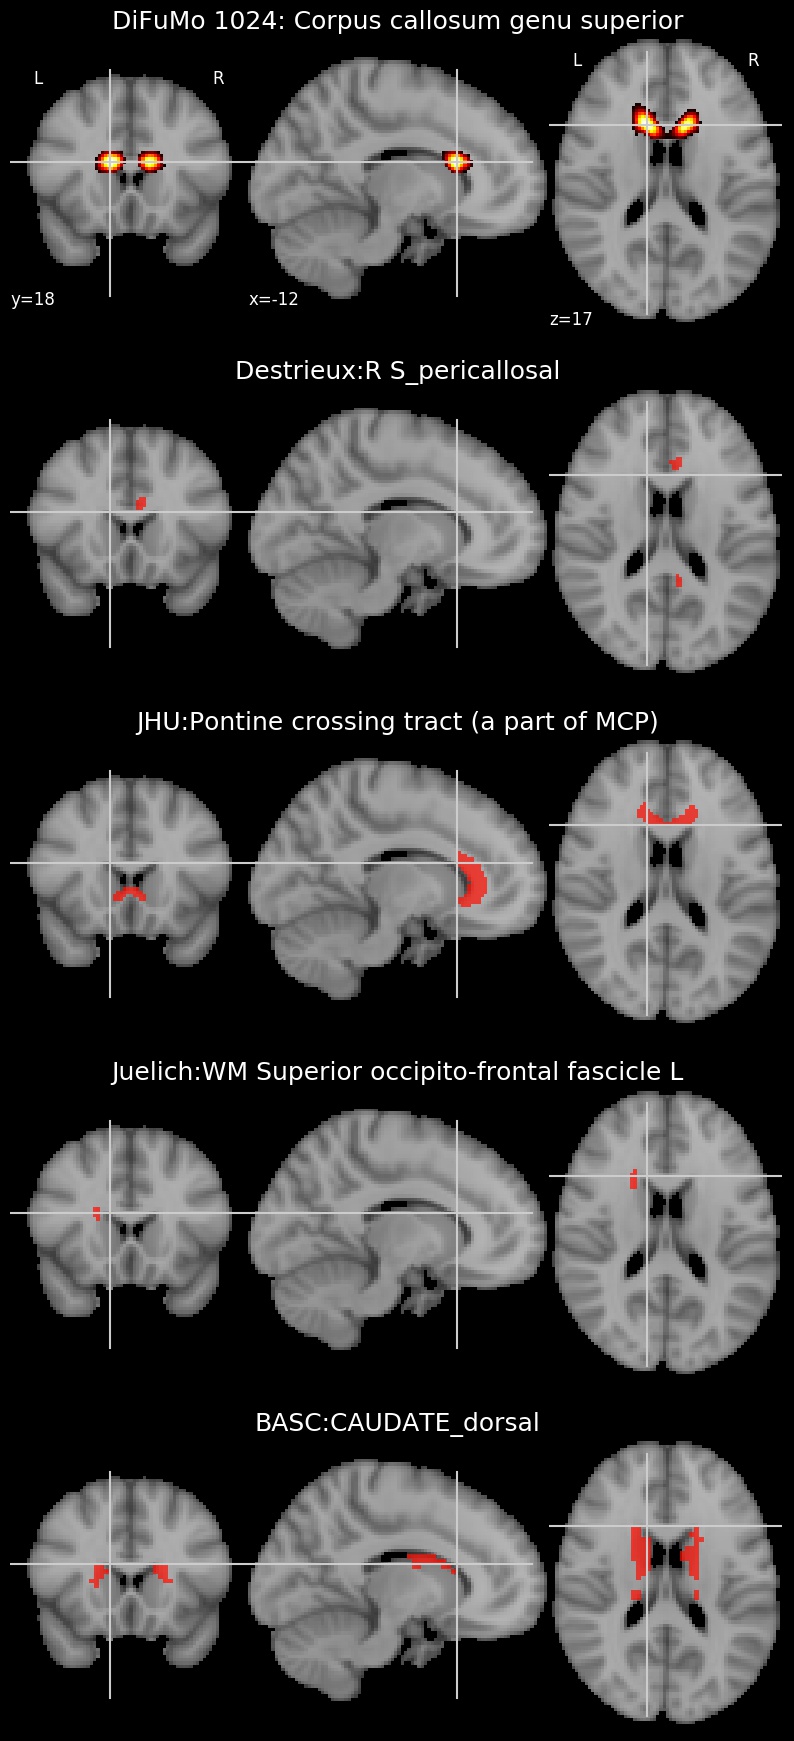 DiFuMo 1024: Corpus callosum genu superior
L R L R
y=18 x=-12 z=17
Destrieux:R S_pericallosal
JHU:Pontine crossing tract (a part of MCP)
Juelich:WM Superior occipito-frontal fascicle L
BASC:CAUDATE_dorsal